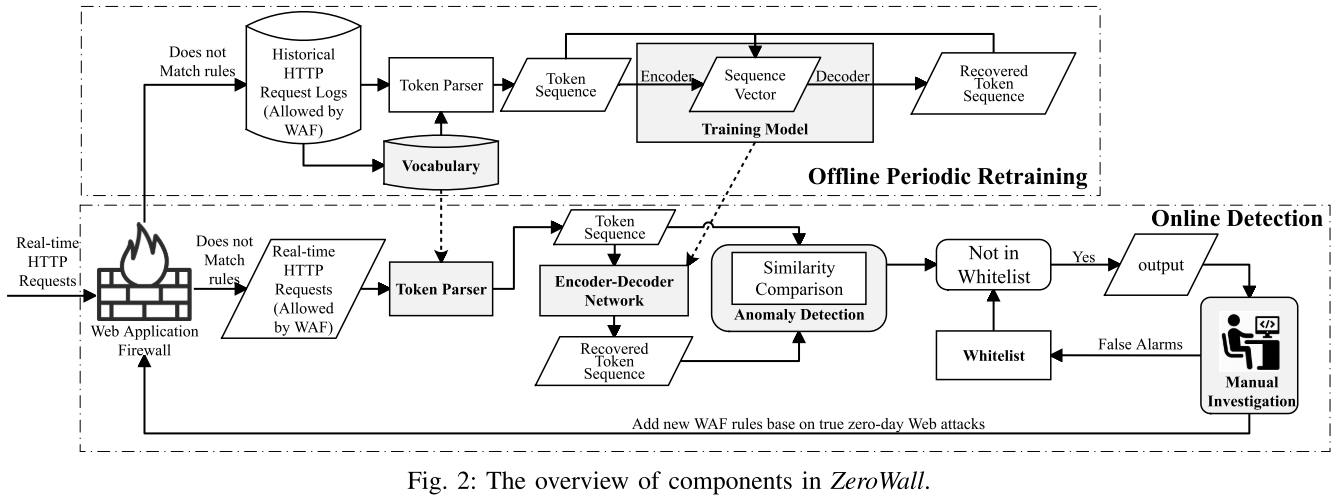 Does not
Match rules
Historical
HTTP
Request Logs
(Allowed by
WAF)
Token Parser
Vocabulary
Token
Sequence
Encoder
Sequence
Vector
Decoder
Training Model
Recovered
Token
Sequence
Offline Periodic Retraining
Online Detection
Real-time
HTTP
Requests
Web Application
Firewall
Does not
Match
rules
Real-time
HTTP
Requests
(Allowed
by WAF)
Token Parser
Token
Sequence
Encoder-Decoder
Network
Recovered
Token
Sequence
Similarity
Comparison
Anomaly Detection
Not in
Whitelist
Yes
output
Whitelist
False Alarms
</>
Manual
Investigation
Add new WAF rules base on true zero-day Web attacks
Fig. 2: The overview of components in ZeroWall.